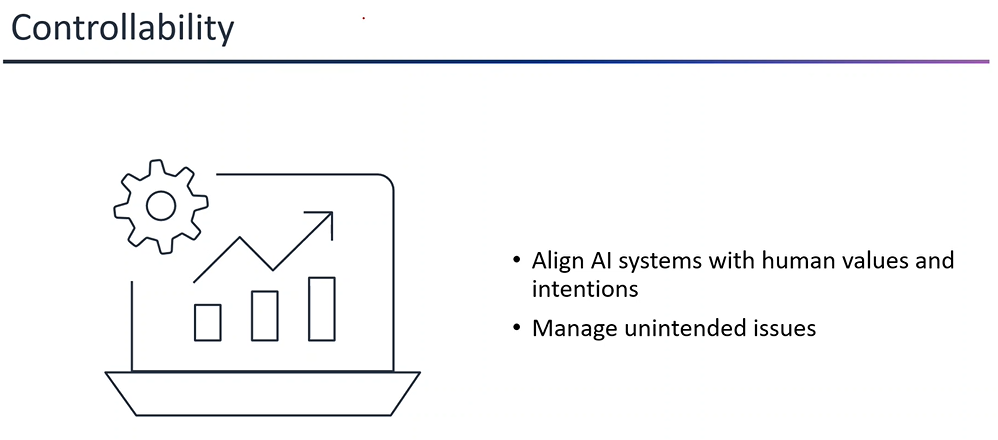 Controllability
• Align AI systems with human values and
intentions
• Manage unintended issues